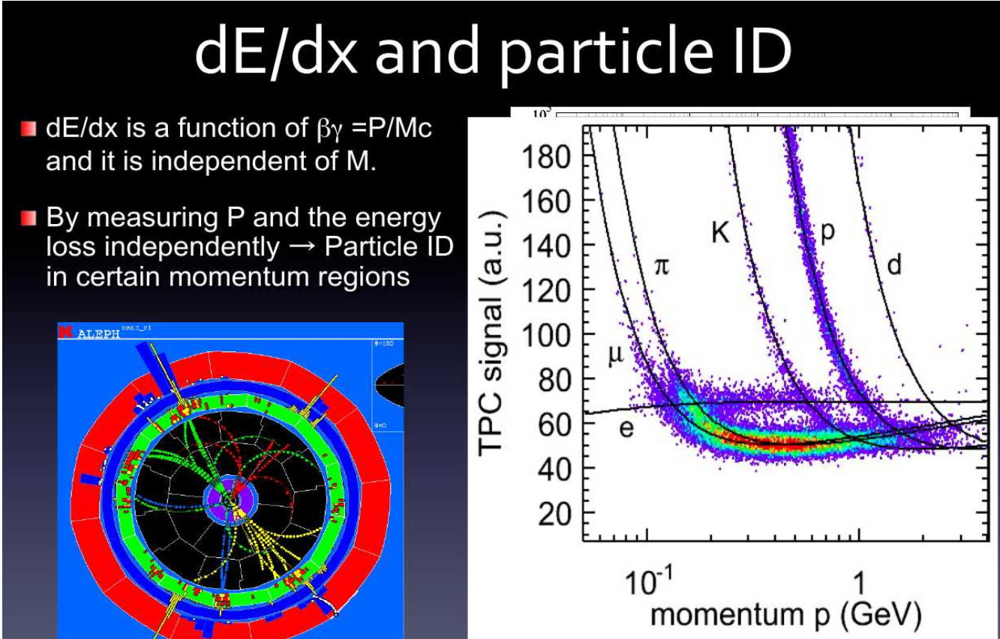 dE/dx and particle ID
dE/dx is a function of βγ =P/Mc
and it is independent of M.
By measuring P and the energy
loss independently → Particle ID
in certain momentum regions
ALEPH DALI_F1
θ=180
θ=0
10³
180
160
140
120
100
80
60
40
20
TPC signal (a.u.)
μ
π
K
p
d
e
10⁻¹
1
momentum p (GeV)